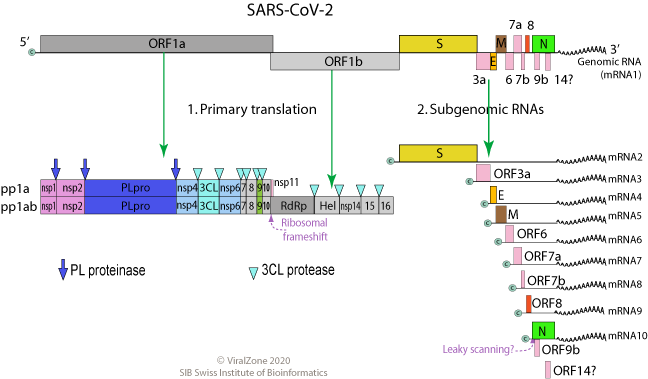 SARS-CoV-2
7a 8
5′ ORF1a S M N 3′
c
ORF1b E Genomic RNA
(mRNA1)
3a 6 7b 9b 14?
1. Primary translation 2. Subgenomic RNAs
S
c mRNA2
ORF3a
c mRNA3
E
c mRNA4
M
c mRNA5
ORF6
c mRNA6
ORF7a
c mRNA7
ORF7b
c mRNA8
ORF8
c mRNA9
N
c mRNA10
Leaky scanning?
ORF9b
ORF14?
nsp11
pp1a nsp1 nsp2 PLpro nsp4 3CL nsp6 7 8 9 10
pp1ab nsp1 nsp2 PLpro nsp4 3CL nsp6 7 8 9 10 RdRp Hel nsp14 15 16
Ribosomal
frameshift
PL proteinase 3CL protease
© ViralZone 2020
SIB Swiss Institute of Bioinformatics